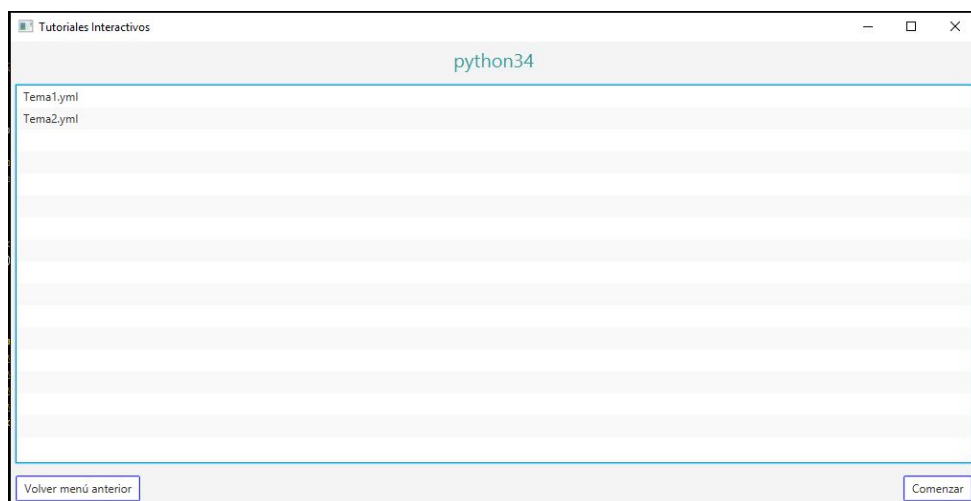 Tutoriales Interactivos
python34
Tema1.yml
Tema2.yml
Volver menú anterior
Comenzar